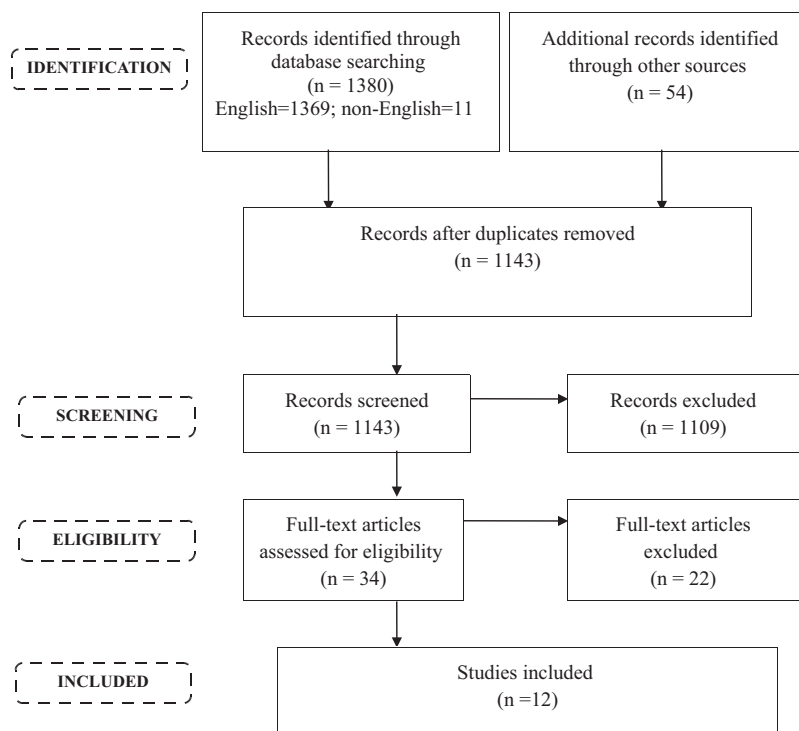 IDENTIFICATION
Records identified through
database searching
(n = 1380)
English=1369; non-English=11
Additional records identified
through other sources
(n = 54)
Records after duplicates removed
(n = 1143)
SCREENING
Records screened
(n = 1143)
Records excluded
(n = 1109)
ELIGIBILITY
Full-text articles
assessed for eligibility
(n = 34)
Full-text articles
excluded
(n = 22)
INCLUDED
Studies included
(n =12)